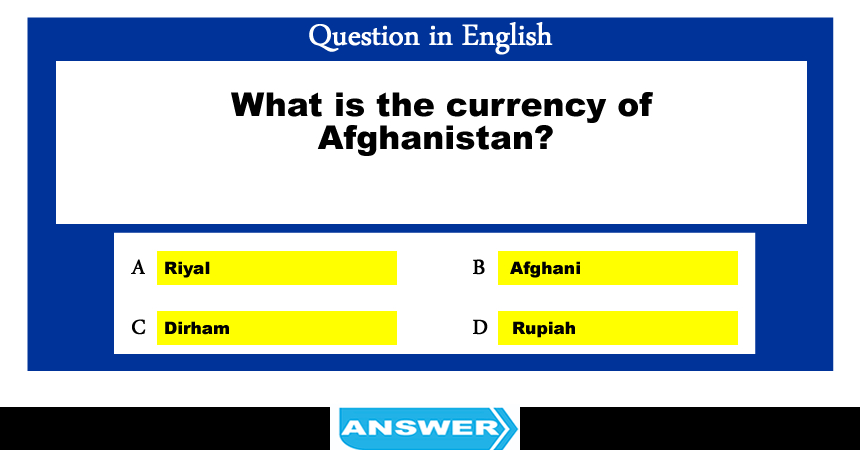 Question in English
What is the currency of
Afghanistan?
A Riyal
B Afghani
C Dirham
D Rupiah
ANSWER